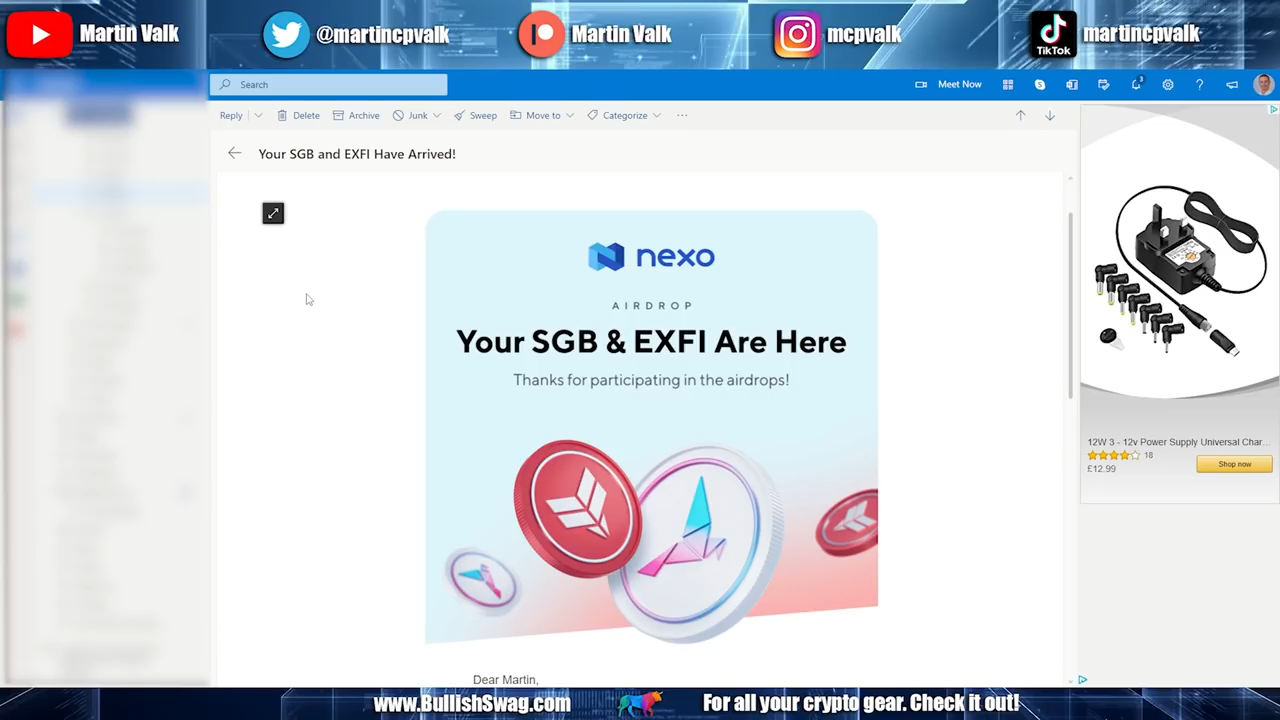 Martin Valk
@martincpvalk
Martin Valk
mcpvalk
TikTok
martincpvalk
Search
Meet Now
3
Reply
Delete
Archive
Junk
Sweep
Move to
Categorize
Your SGB and EXFI Have Arrived!
nexo
AIRDROP
Your SGB & EXFI Are Here
Thanks for participating in the airdrops!
Dear Martin,
12W 3 - 12v Power Supply Universal Char...
18
£12.99
Shop now
www.BullishSwag.com
For all your crypto gear. Check it out!